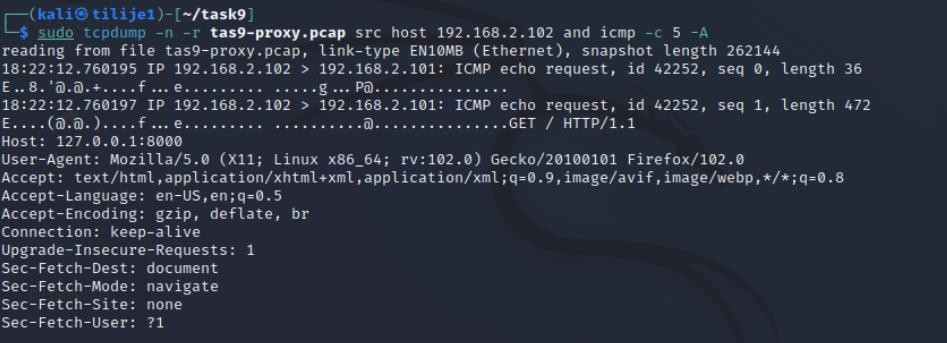 ┌──(kali㉿tilije1)-[~/task9]
└─$ sudo tcpdump -n -r tas9-proxy.pcap src host 192.168.2.102 and icmp -c 5 -A
reading from file tas9-proxy.pcap, link-type EN10MB (Ethernet), snapshot length 262144
18:22:12.760195 IP 192.168.2.102 > 192.168.2.101: ICMP echo request, id 42252, seq 0, length 36
E..8.'@.@.+....f...e......... .....g...P@...............
18:22:12.760197 IP 192.168.2.102 > 192.168.2.101: ICMP echo request, id 42252, seq 1, length 472
E....(@.@.)....f...e......... ..........@...............GET / HTTP/1.1
Host: 127.0.0.1:8000
User-Agent: Mozilla/5.0 (X11; Linux x86_64; rv:102.0) Gecko/20100101 Firefox/102.0
Accept: text/html,application/xhtml+xml,application/xml;q=0.9,image/avif,image/webp,*/*;q=0.8
Accept-Language: en-US,en;q=0.5
Accept-Encoding: gzip, deflate, br
Connection: keep-alive
Upgrade-Insecure-Requests: 1
Sec-Fetch-Dest: document
Sec-Fetch-Mode: navigate
Sec-Fetch-Site: none
Sec-Fetch-User: ?1